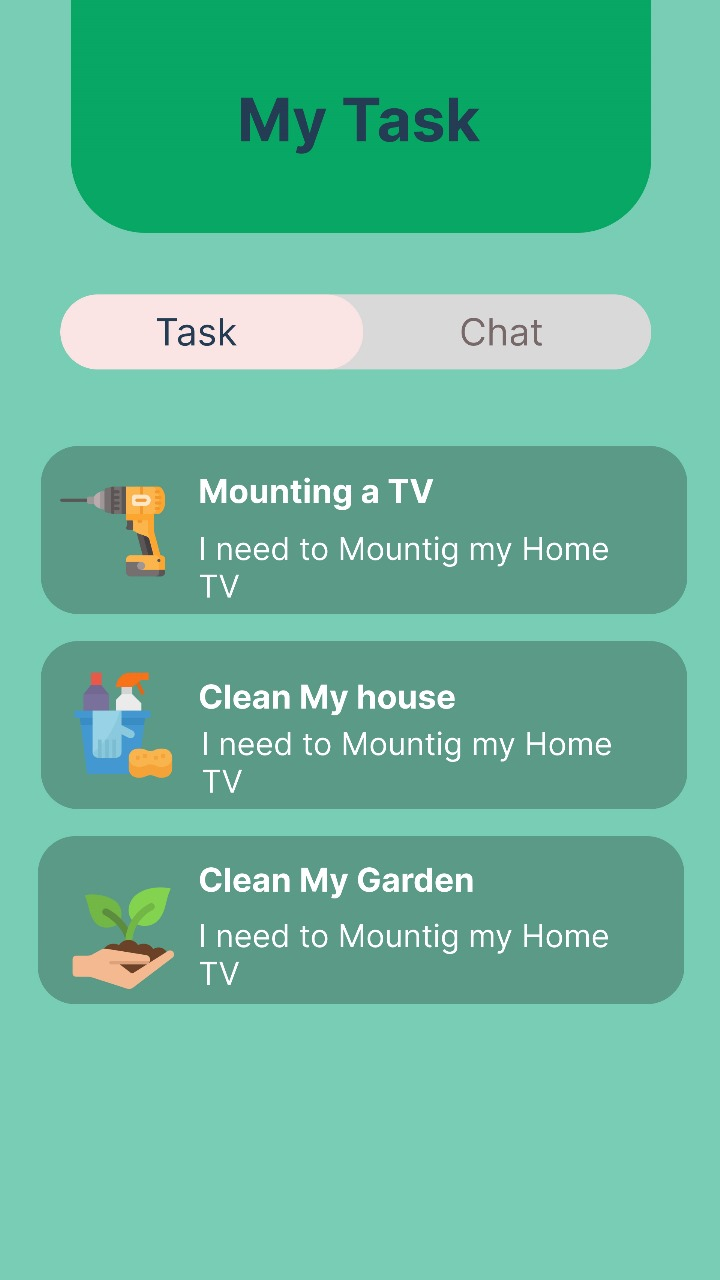 My Task
Task
Chat
Mounting a TV
I need to Mountig my Home
TV
Clean My house
I need to Mountig my Home
TV
Clean My Garden
I need to Mountig my Home
TV